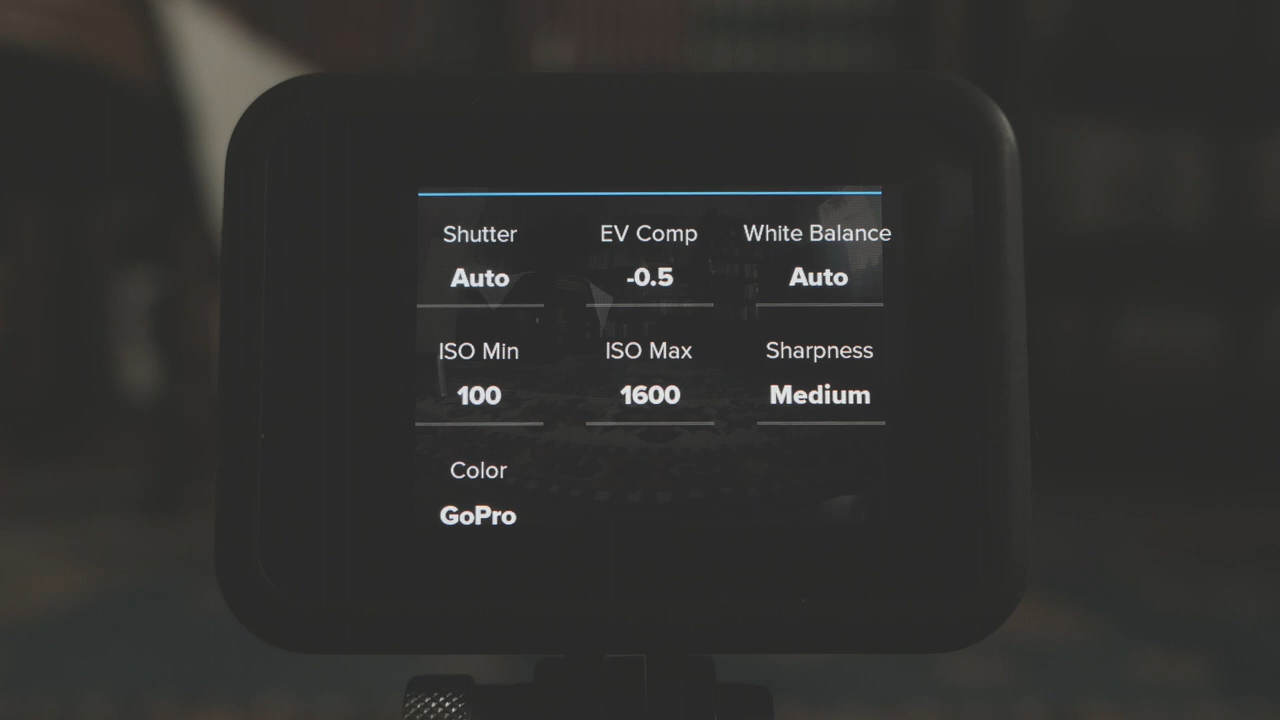 Shutter EV Comp White Balance
Auto -0.5 Auto
ISO Min ISO Max Sharpness
100 1600 Medium
Color
GoPro